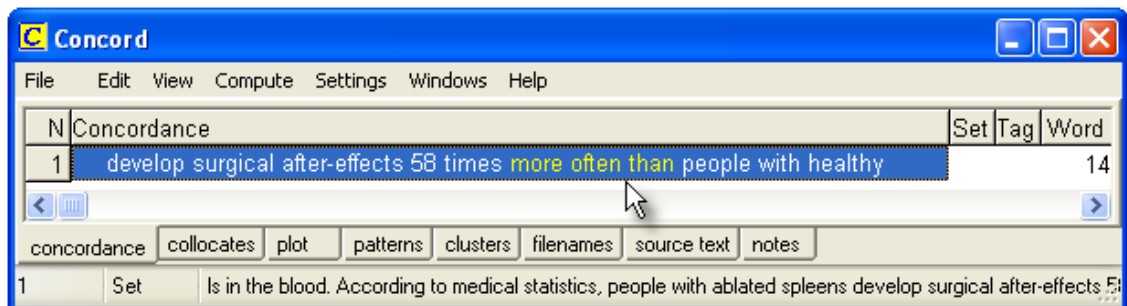 C Concord
File Edit View Compute Settings Windows Help
N Concordance Set Tag Word
1 develop surgical after-effects 58 times more often than people with healthy 14
concordance collocates plot patterns clusters filenames source text notes
1 Set Is in the blood. According to medical statistics, people with ablated spleens develop surgical after-effects